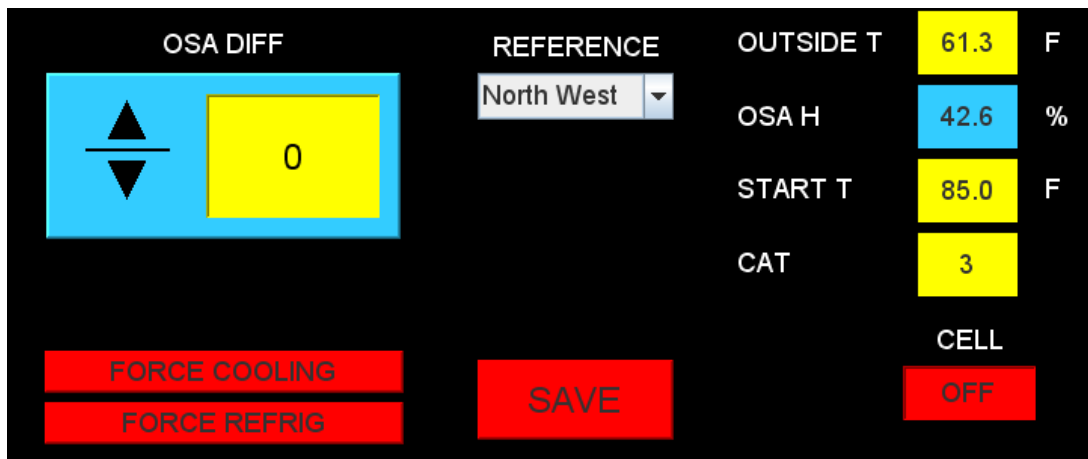 OSA DIFF
0
FORCE COOLING
FORCE REFRIG
REFERENCE
North West
SAVE
OUTSIDE T 61.3 F
OSA H 42.6 %
START T 85.0 F
CAT 3
CELL
OFF